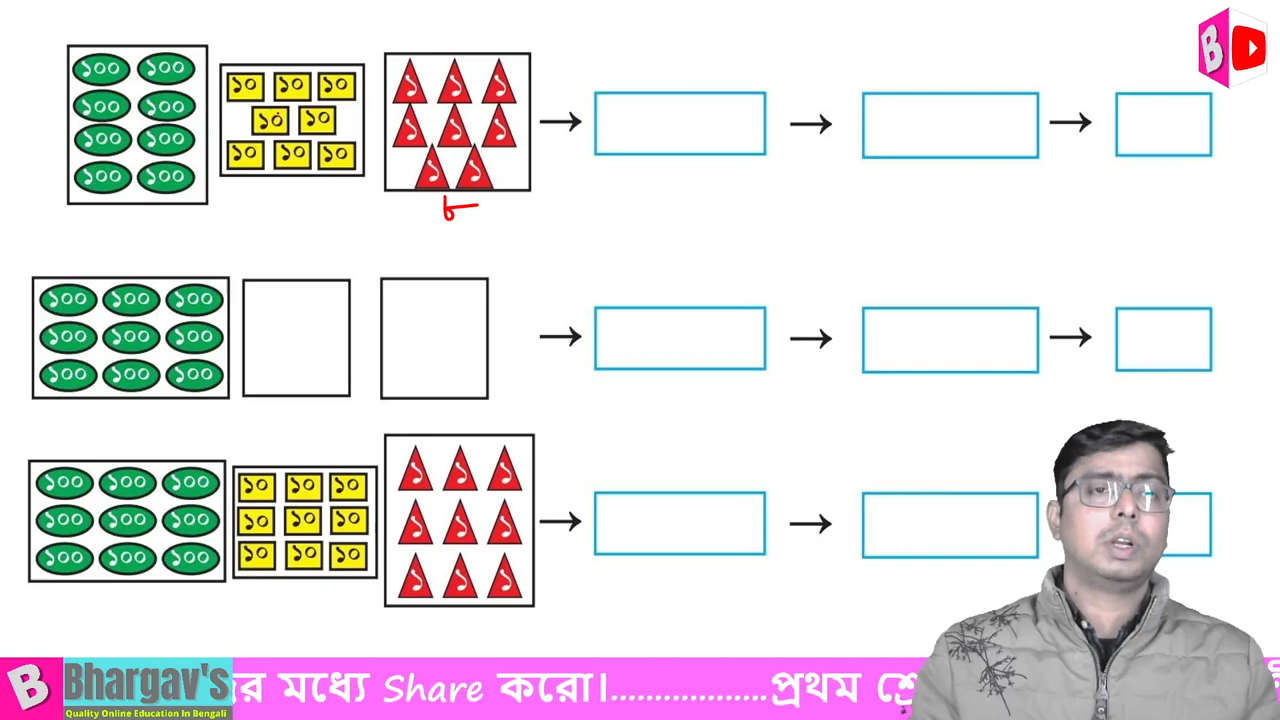 B
১০০ ১০০ ১০ ১০ ১০ ১ ১ ১
১০০ ১০০ ১০ ১০ ১ ১ ১
১০০ ১০০ ১০ ১০ ১০ ১ ১
১০০ ১০০
৮
১০০ ১০০ ১০০
১০০ ১০০ ১০০
১০০ ১০০ ১০০
১০০ ১০০ ১০০ ১০ ১০ ১০ ১ ১ ১
১০০ ১০০ ১০০ ১০ ১০ ১০ ১ ১ ১
১০০ ১০০ ১০০ ১০ ১০ ১০ ১ ১ ১
B Bhargav's মধ্যে Share করো।..................প্রথম
Quality Online Education In Bengali